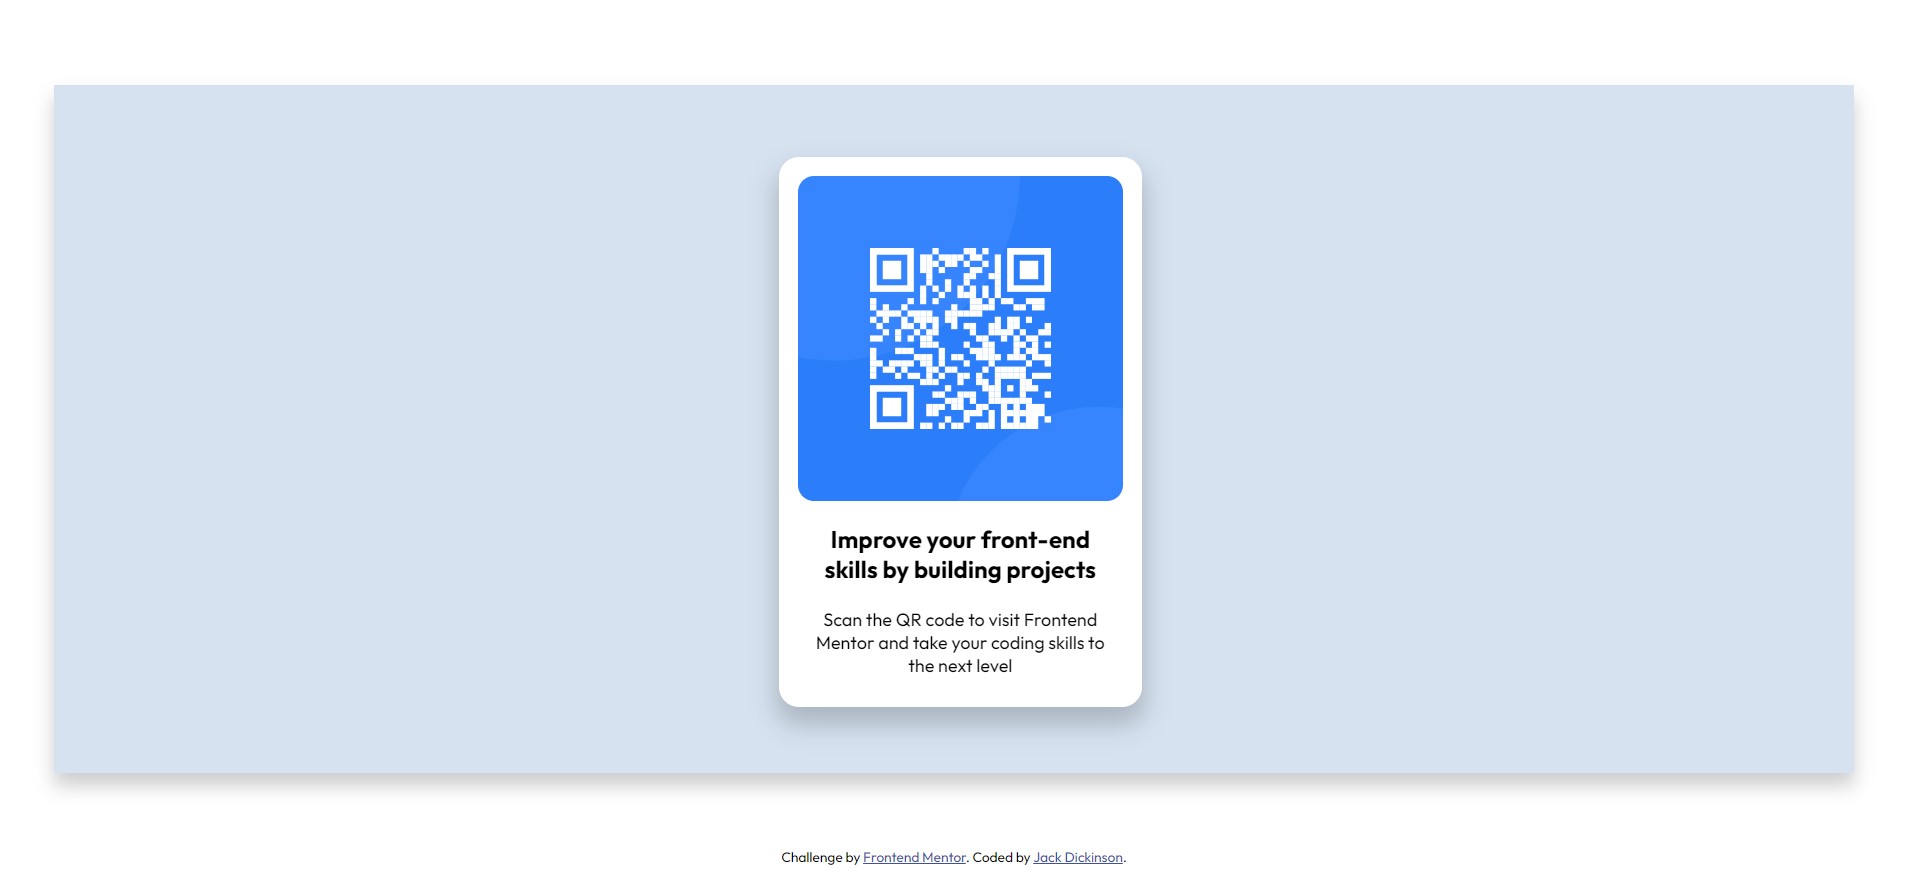 Improve your front-end
skills by building projects
Scan the QR code to visit Frontend
Mentor and take your coding skills to
the next level
Challenge by Frontend Mentor. Coded by Jack Dickinson.